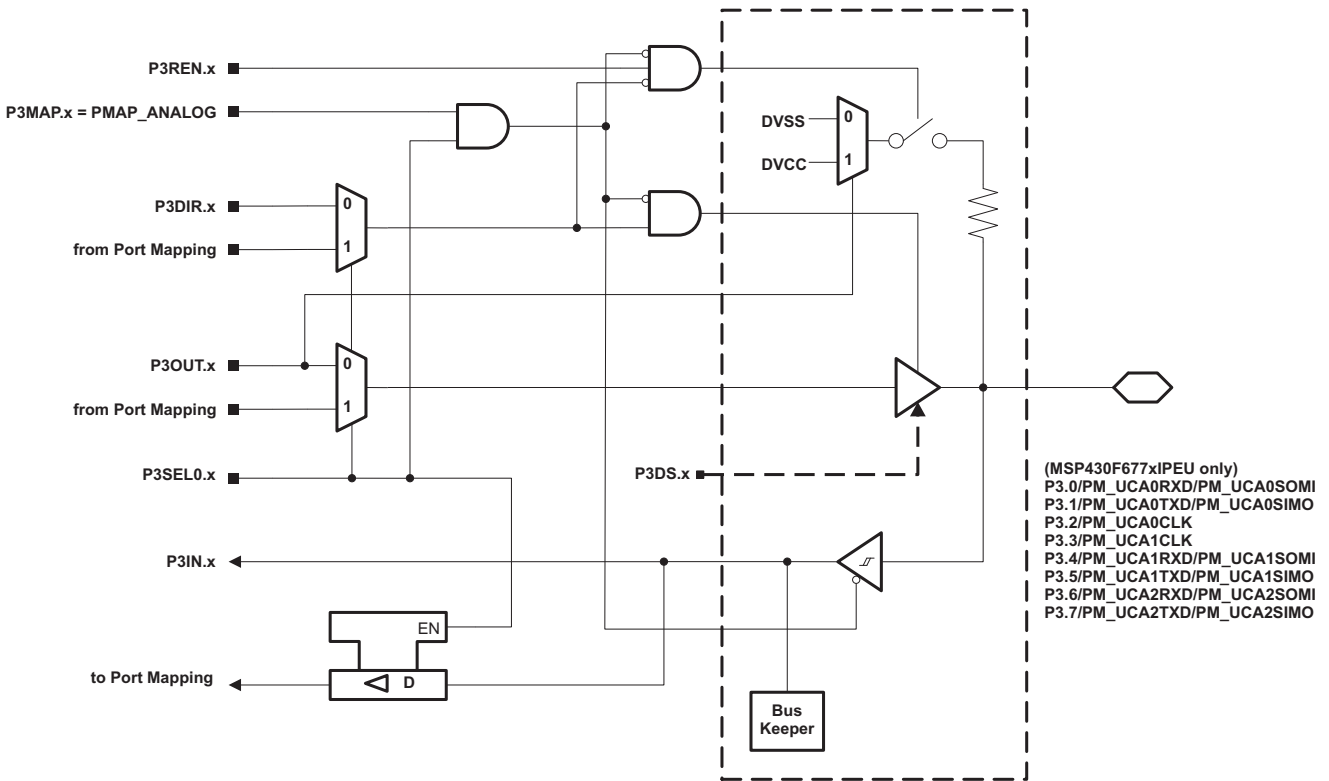 P3REN.x
P3MAP.x = PMAP_ANALOG
DVSS
0
DVCC
1
P3DIR.x
0
from Port Mapping
1
P3OUT.x
0
from Port Mapping
1
P3SEL0.x
P3DS.x
(MSP430F677xIPEU only)
P3.0/PM_UCA0RXD/PM_UCA0SOMI
P3.1/PM_UCA0TXD/PM_UCA0SIMO
P3.2/PM_UCA0CLK
P3.3/PM_UCA1CLK
P3.4/PM_UCA1RXD/PM_UCA1SOMI
P3.5/PM_UCA1TXD/PM_UCA1SIMO
P3.6/PM_UCA2RXD/PM_UCA2SOMI
P3.7/PM_UCA2TXD/PM_UCA2SIMO
P3IN.x
EN
to Port Mapping
D
Bus
Keeper